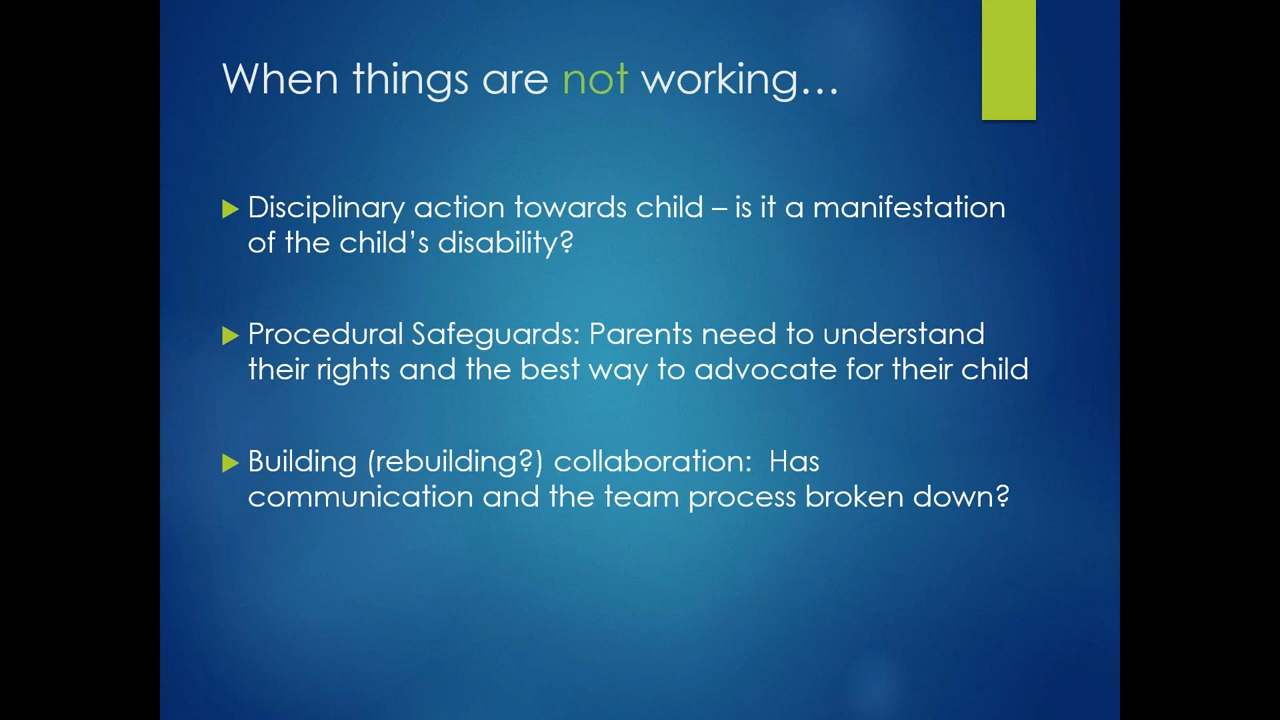 When things are not working…
Disciplinary action towards child – is it a manifestation
of the child’s disability?
Procedural Safeguards: Parents need to understand
their rights and the best way to advocate for their child
Building (rebuilding?) collaboration:  Has
communication and the team process broken down?